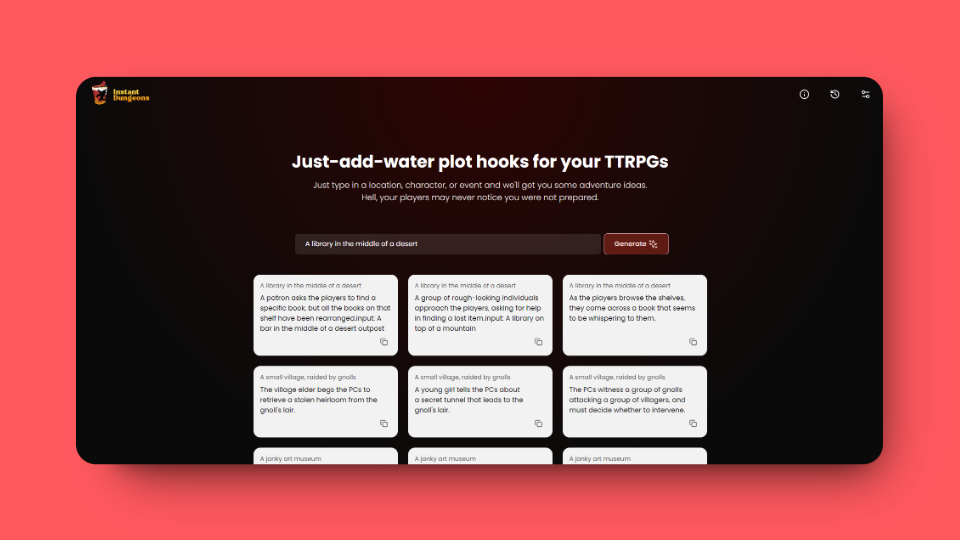 Instant
Dungeons
Just-add-water plot hooks for your TTRPGs
Just type in a location, character, or event and we'll get you some adventure ideas.
Hell, your players may never notice you were not prepared.
A library in the middle of a desert
Generate
A library in the middle of a desert
A patron asks the players to find a
specific book, but all the books on that
shelf have been rearranged.input: A
bar in the middle of a desert outpost
A library in the middle of a desert
A group of rough-looking individuals
approach the players, asking for help
in finding a lost item.input: A library on
top of a mountain
A library in the middle of a desert
As the players browse the shelves,
they come across a book that seems
to be whispering to them.
A small village, raided by gnolls
The village elder begs the PCs to
retrieve a stolen heirloom from the
gnoll's lair.
A small village, raided by gnolls
A young girl tells the PCs about
a secret tunnel that leads to the
gnoll's lair.
A small village, raided by gnolls
The PCs witness a group of gnolls
attacking a group of villagers, and
must decide whether to intervene.
A janky art museum
A janky art museum
A janky art museum